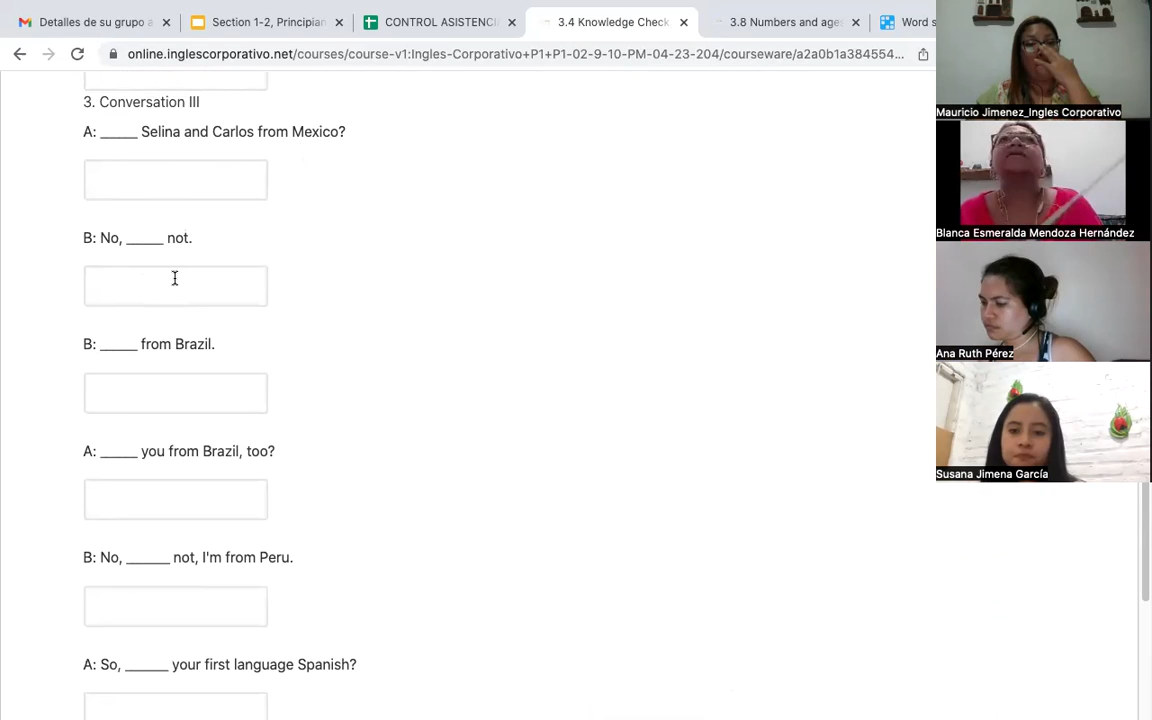 Detalles de su grupo a
Section 1-2, Principian
CONTROL ASISTENCI
3.4 Knowledge Check
3.8 Numbers and ages
Word s
online.inglescorporativo.net/courses/course-v1:Ingles-Corporativo+P1+P1-02-9-10-PM-04-23-204/courseware/a2a0b1a384554...
Mauricio Jimenez_Ingles Corporativo
Blanca Esmeralda Mendoza Hernández
Ana Ruth Pérez
Susana Jimena García
3. Conversation III
A: _____ Selina and Carlos from Mexico?
B: No, _____ not.
B: _____ from Brazil.
A: _____ you from Brazil, too?
B: No, ______ not, I'm from Peru.
A: So, ______ your first language Spanish?